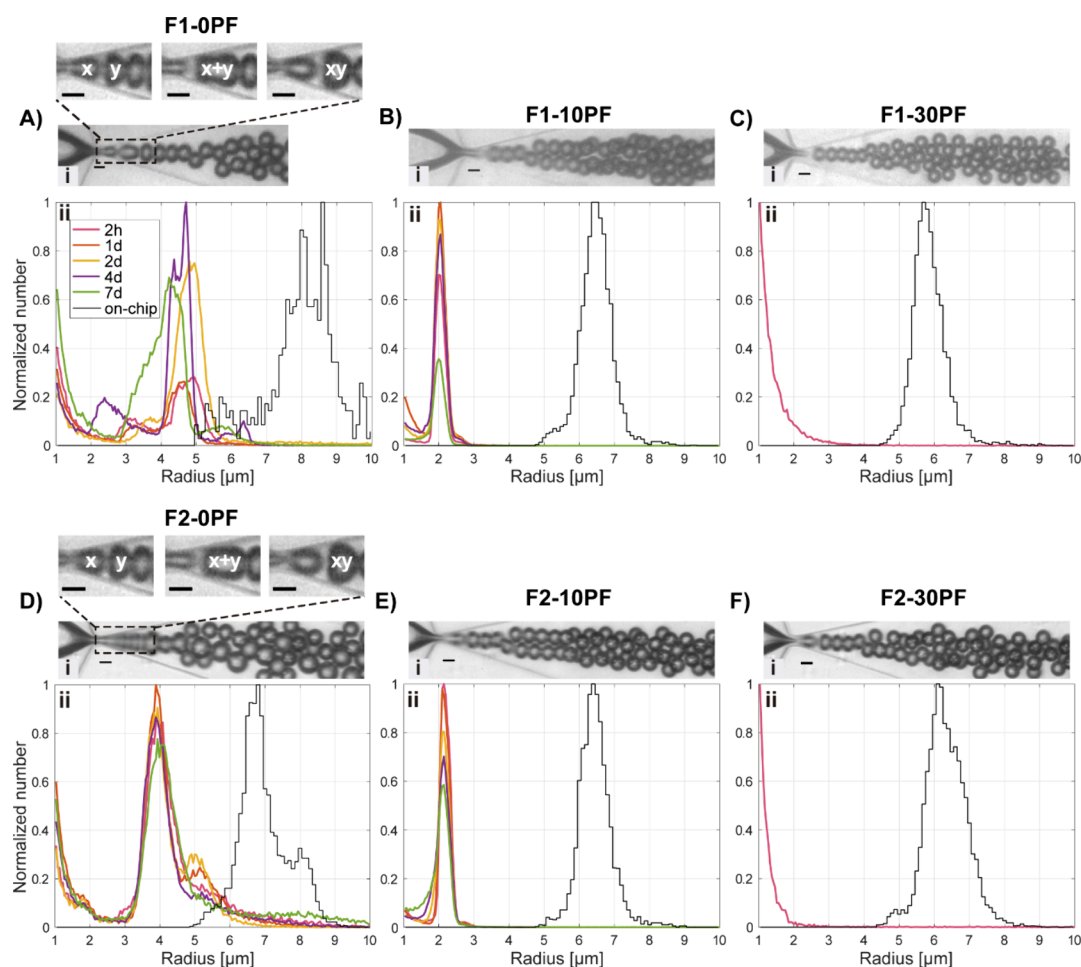 F1-0PF
x y
x+y
xy
A)
B)
F1-10PF
C)
F1-30PF
i
i
i
ii
2h
1d
2d
4d
7d
on-chip
Normalized number
1
0.8
0.6
0.4
0.2
0
1 2 3 4 5 6 7 8 9 10
Radius [µm]
ii
1
0.8
0.6
0.4
0.2
0
1 2 3 4 5 6 7 8 9 10
Radius [µm]
ii
1
0.8
0.6
0.4
0.2
0
1 2 3 4 5 6 7 8 9 10
Radius [µm]
F2-0PF
x y
x+y
xy
D)
E)
F2-10PF
F)
F2-30PF
i
i
i
ii
Normalized number
1
0.8
0.6
0.4
0.2
0
1 2 3 4 5 6 7 8 9 10
Radius [µm]
ii
1
0.8
0.6
0.4
0.2
0
1 2 3 4 5 6 7 8 9 10
Radius [µm]
ii
1
0.8
0.6
0.4
0.2
0
1 2 3 4 5 6 7 8 9 10
Radius [µm]